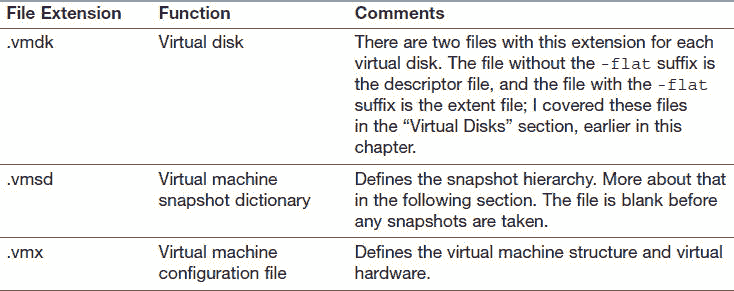 File Extension Function Comments
.vmdk Virtual disk There are two files with this extension for each
virtual disk. The file without the -flat suffix is
the descriptor file, and the file with the -flat
suffix is the extent file; I covered these files
in the “Virtual Disks” section, earlier in this
chapter.
.vmsd Virtual machine Defines the snapshot hierarchy. More about that
snapshot dictionary in the following section. The file is blank before
any snapshots are taken.
.vmx Virtual machine Defines the virtual machine structure and virtual
configuration file hardware.